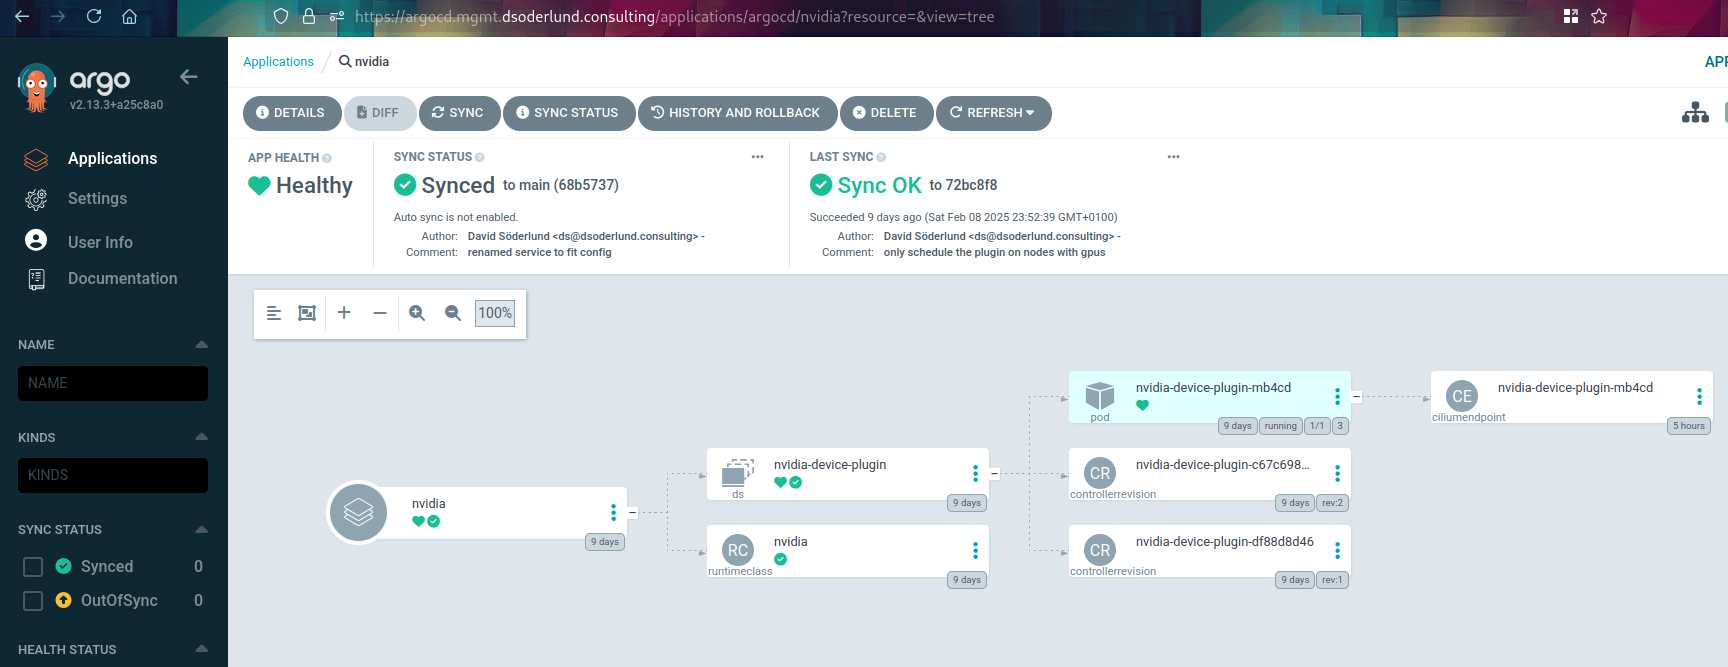 https://argocd.mgmt.dsoderlund.consulting/applications/argocd/nvidia?resource=&view=tree
argo
v2.13.3+a25c8a0
Applications
Settings
User Info
Documentation
NAME
NAME
KINDS
KINDS
SYNC STATUS
Synced 0
OutOfSync 0
HEALTH STATUS
Applications / nvidia
APP
DETAILS DIFF SYNC SYNC STATUS HISTORY AND ROLLBACK DELETE REFRESH
APP HEALTH
Healthy
SYNC STATUS
Synced to main (68b5737)
Auto sync is not enabled.
Author: David Söderlund <ds@dsoderlund.consulting> -
Comment: renamed service to fit config
LAST SYNC
Sync OK to 72bc8f8
Succeeded 9 days ago (Sat Feb 08 2025 23:52:39 GMT+0100)
Author: David Söderlund <ds@dsoderlund.consulting> -
Comment: only schedule the plugin on nodes with gpus
100%
nvidia
9 days
nvidia-device-plugin
ds
9 days
RC
nvidia
runtimeclass
9 days
nvidia-device-plugin-mb4cd
pod
9 days running 1/1 3
CR
nvidia-device-plugin-c67c698...
controllerrevision
9 days rev:2
CR
nvidia-device-plugin-df88d8d46
controllerrevision
9 days rev:1
CE
nvidia-device-plugin-mb4cd
ciliumendpoint
5 hours